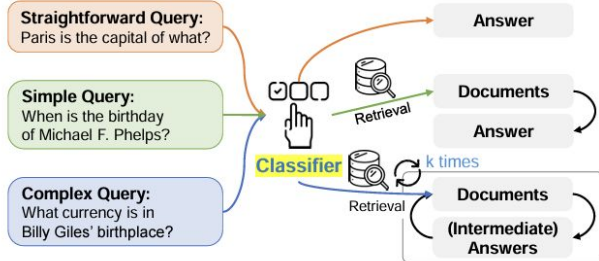 Straightforward Query:
Paris is the capital of what?
Simple Query:
When is the birthday
of Michael F. Phelps?
Complex Query:
What currency is in
Billy Giles' birthplace?
Classifier
Answer
Retrieval
Documents
Answer
Retrieval
k times
Documents
(Intermediate)
Answers